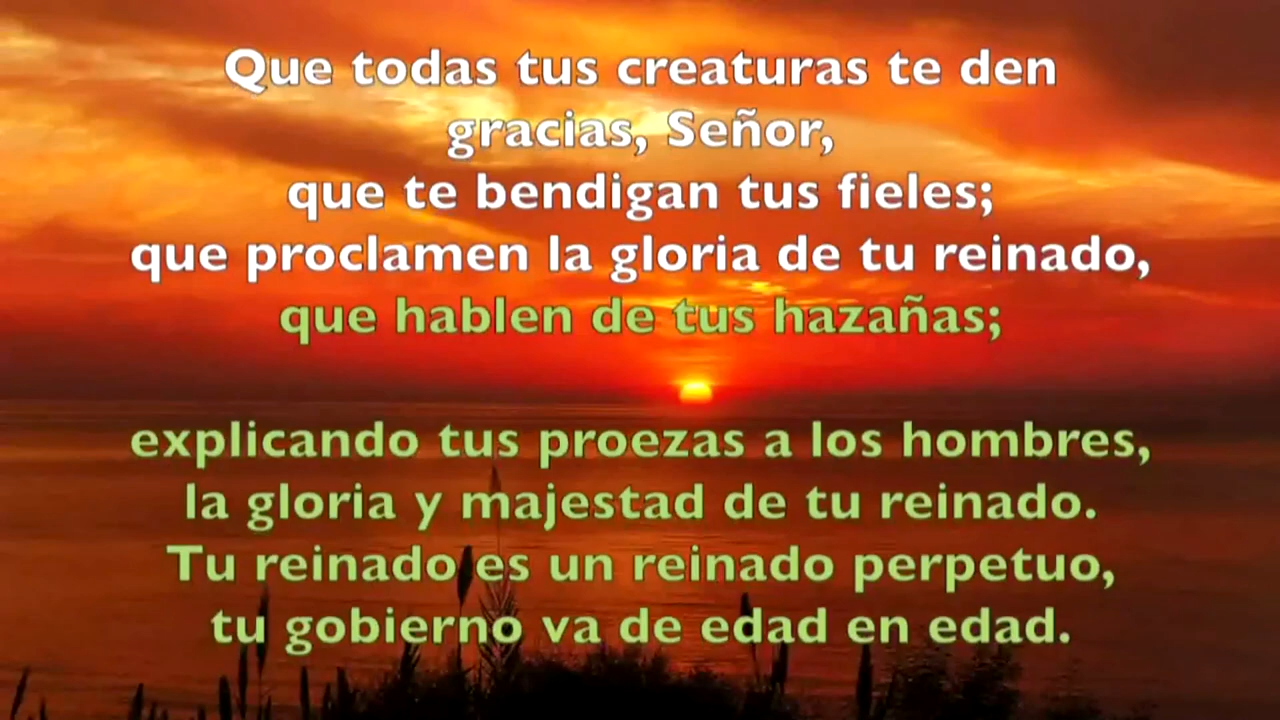 Que todas tus creaturas te den
gracias, Señor,
que te bendigan tus fieles;
que proclamen la gloria de tu reinado,
que hablen de tus hazañas;
explicando tus proezas a los hombres,
la gloria y majestad de tu reinado.
Tu reinado es un reinado perpetuo,
tu gobierno va de edad en edad.